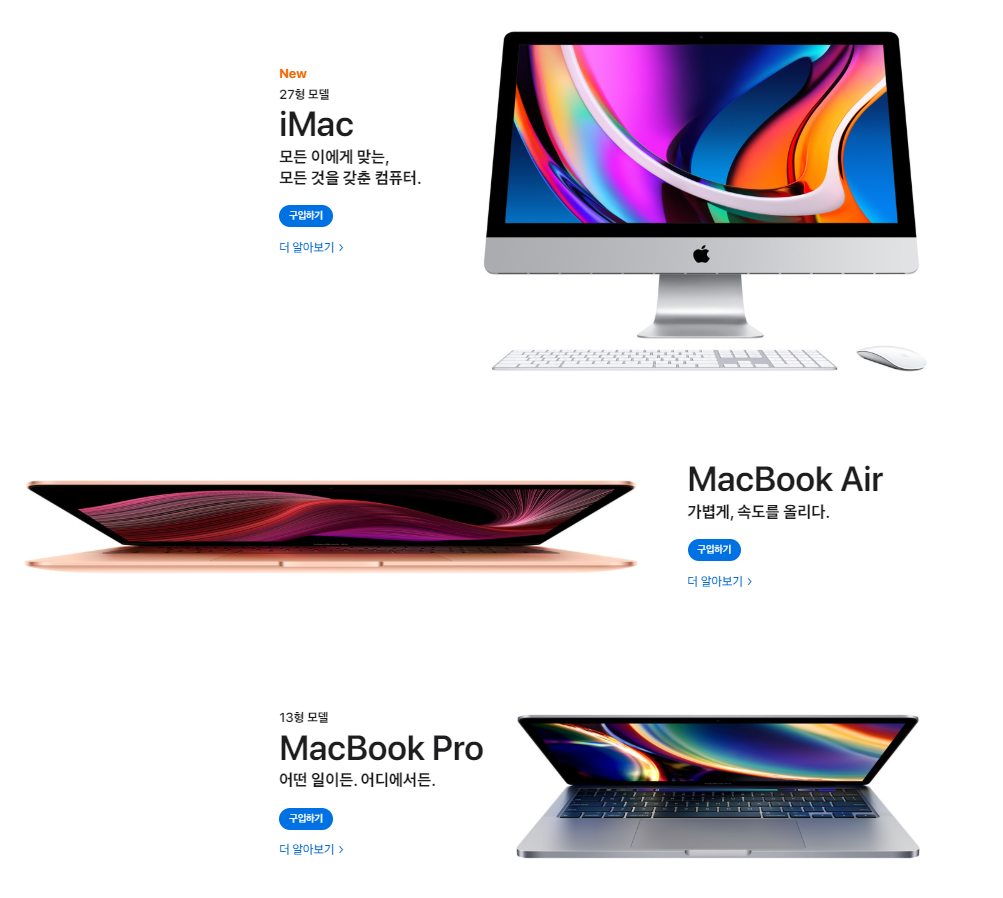 New
27형 모델
iMac
모든 이에게 맞는,
모든 것을 갖춘 컴퓨터.
구입하기
더 알아보기 >
MacBook Air
가볍게, 속도를 올리다.
구입하기
더 알아보기 >
13형 모델
MacBook Pro
어떤 일이든. 어디에서든.
구입하기
더 알아보기 >